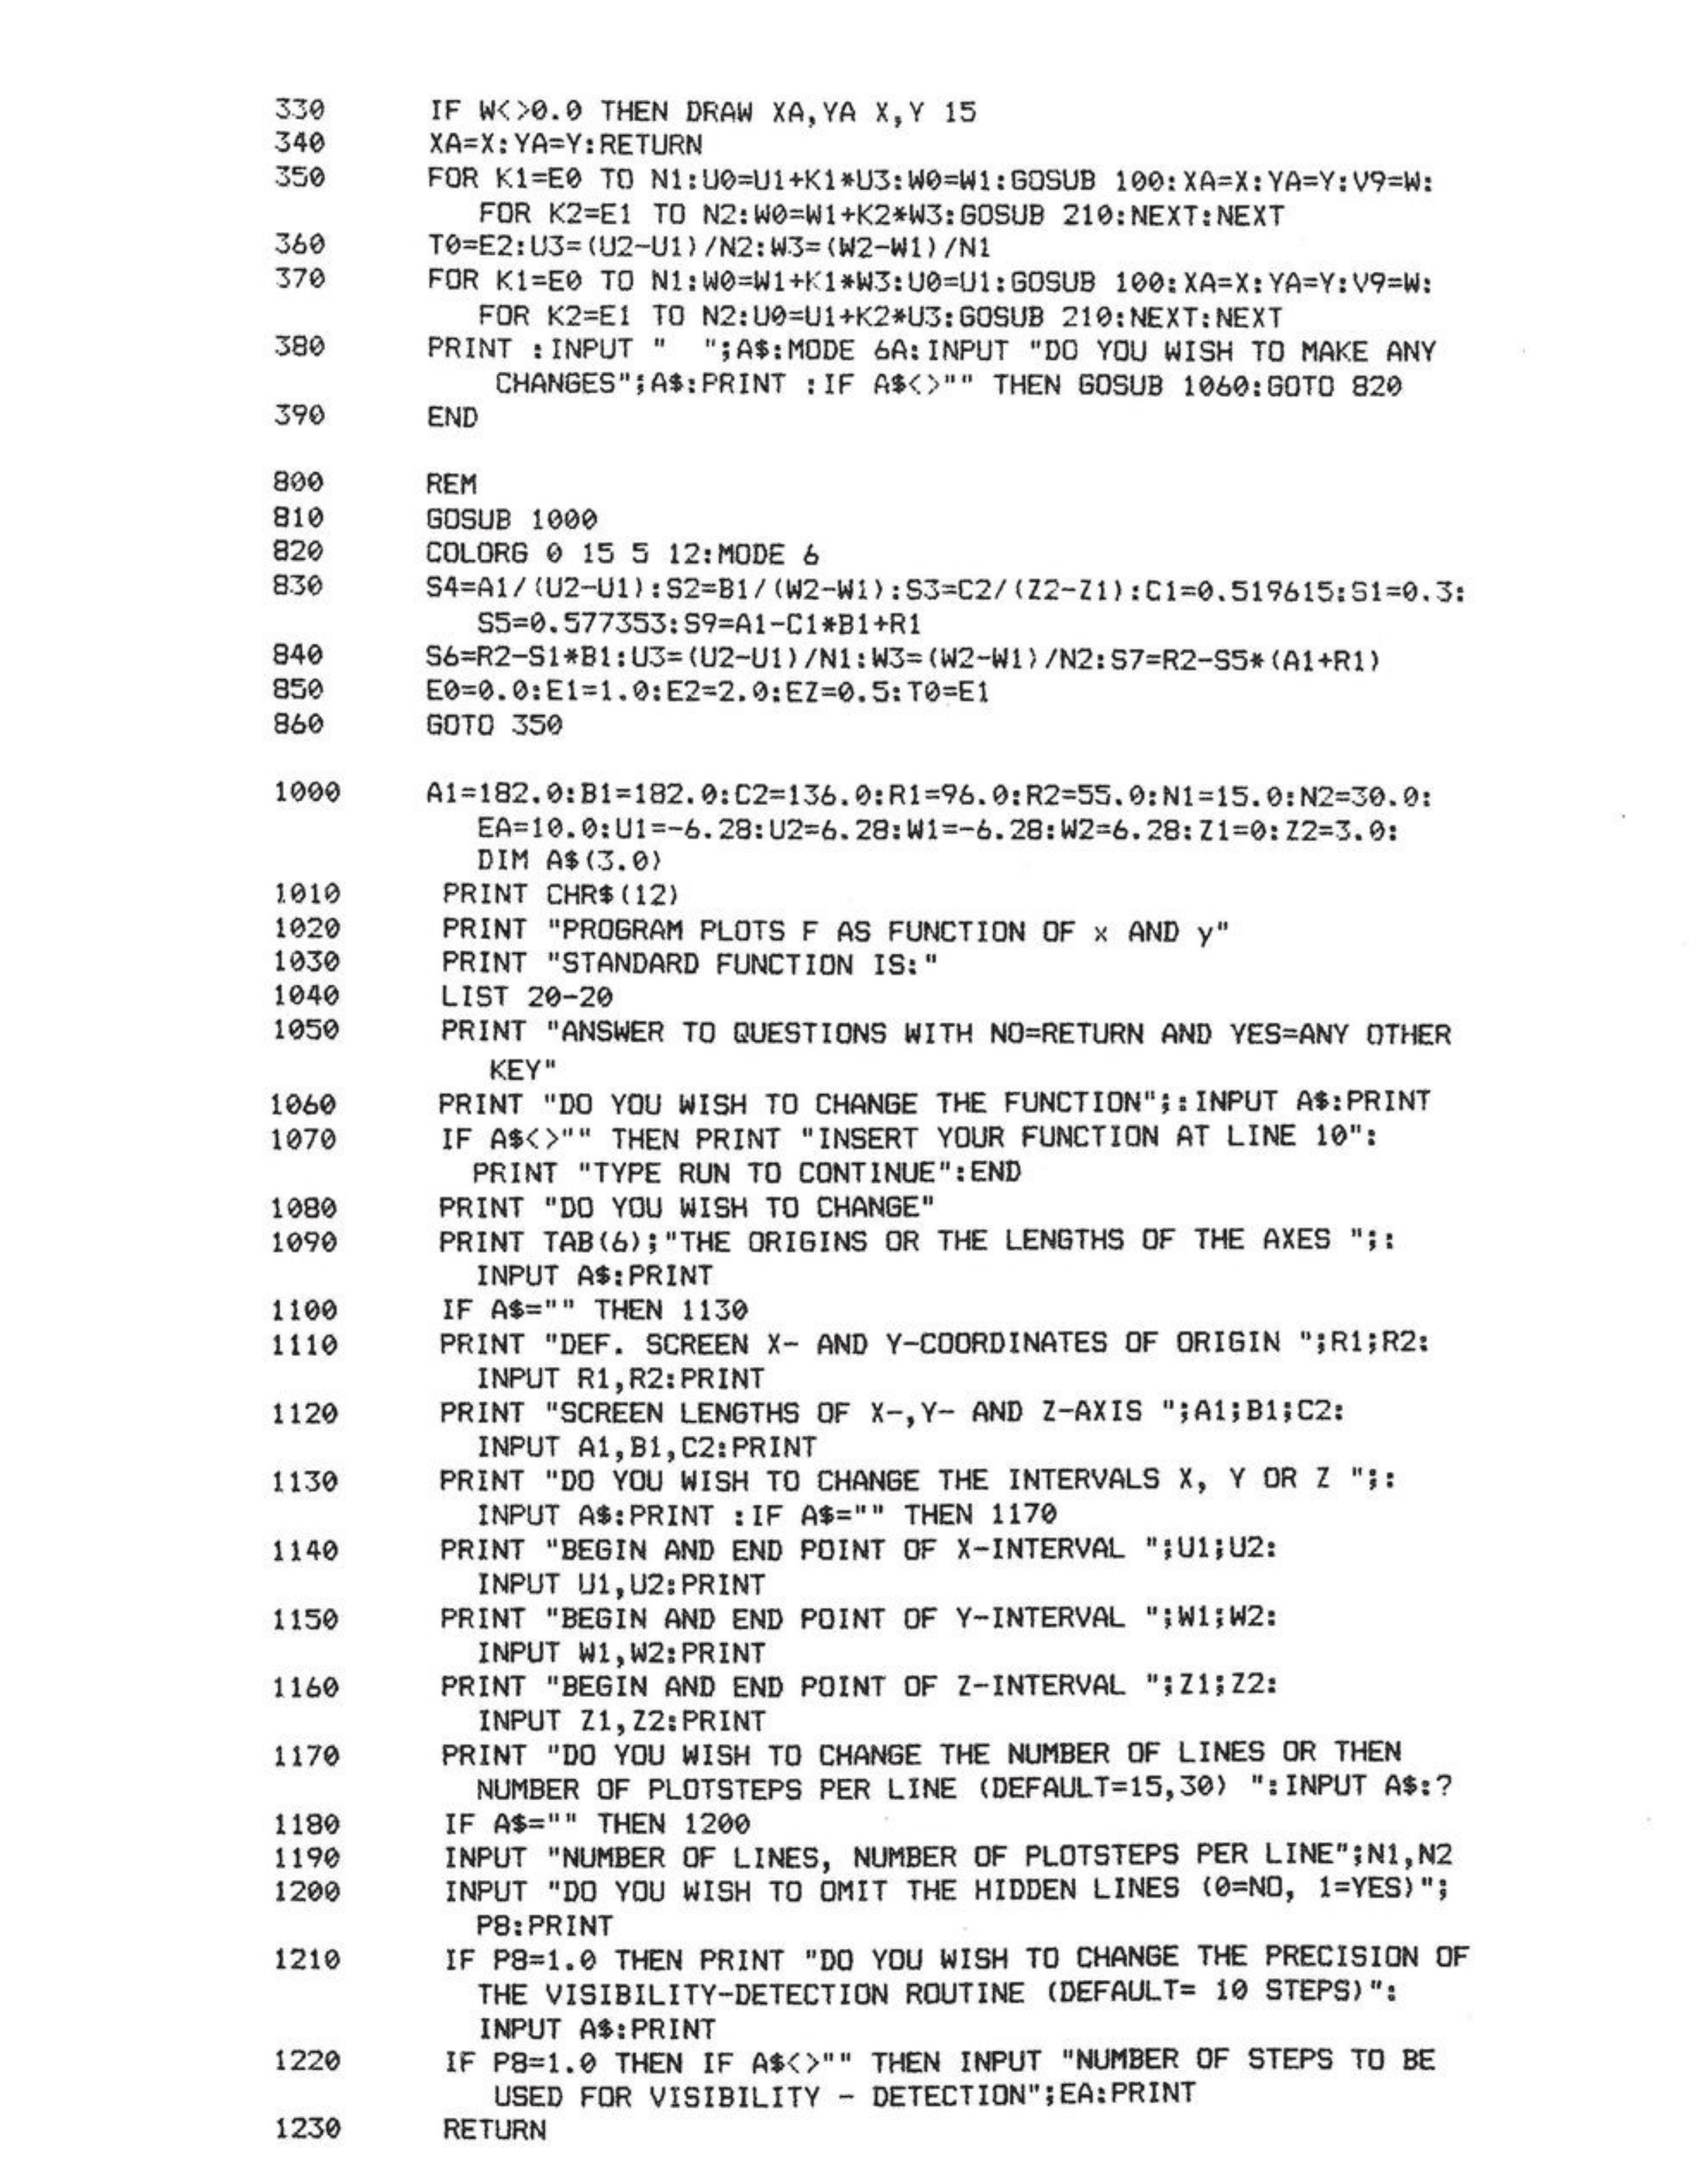 330 IF W<>0.0 THEN DRAW XA,YA X,Y 15
340 XA=X:YA=Y:RETURN
350 FOR K1=E0 TO N1:U0=U1+K1*U3:W0=W1:GOSUB 100:XA=X:YA=Y:V9=W:
FOR K2=E1 TO N2:W0=W1+K2*W3:GOSUB 210:NEXT:NEXT
360 T0=E2:U3=(U2-U1)/N2:W3=(W2-W1)/N1
370 FOR K1=E0 TO N1:W0=W1+K1*W3:U0=U1:GOSUB 100:XA=X:YA=Y:V9=W:
FOR K2=E1 TO N2:U0=U1+K2*U3:GOSUB 210:NEXT:NEXT
380 PRINT :INPUT "  ";A$:MODE 6A:INPUT "DO YOU WISH TO MAKE ANY
CHANGES";A$:PRINT :IF A$<>"" THEN GOSUB 1060:GOTO 820
390 END
800 REM
810 GOSUB 1000
820 COLORG 0 15 5 12:MODE 6
830 S4=A1/(U2-U1):S2=B1/(W2-W1):S3=C2/(Z2-Z1):C1=0.519615:S1=0.3:
S5=0.577353:S9=A1-C1*B1+R1
840 S6=R2-S1*B1:U3=(U2-U1)/N1:W3=(W2-W1)/N2:S7=R2-S5*(A1+R1)
850 E0=0.0:E1=1.0:E2=2.0:EZ=0.5:T0=E1
860 GOTO 350
1000 A1=182.0:B1=182.0:C2=136.0:R1=96.0:R2=55.0:N1=15.0:N2=30.0:
EA=10.0:U1=-6.28:U2=6.28:W1=-6.28:W2=6.28:Z1=0:Z2=3.0:
DIM A$(3.0)
1010 PRINT CHR$(12)
1020 PRINT "PROGRAM PLOTS F AS FUNCTION OF x AND y"
1030 PRINT "STANDARD FUNCTION IS:"
1040 LIST 20-20
1050 PRINT "ANSWER TO QUESTIONS WITH NO=RETURN AND YES=ANY OTHER
KEY"
1060 PRINT "DO YOU WISH TO CHANGE THE FUNCTION";:INPUT A$:PRINT
1070 IF A$<>"" THEN PRINT "INSERT YOUR FUNCTION AT LINE 10":
PRINT "TYPE RUN TO CONTINUE":END
1080 PRINT "DO YOU WISH TO CHANGE"
1090 PRINT TAB(6);"THE ORIGINS OR THE LENGTHS OF THE AXES ";:
INPUT A$:PRINT
1100 IF A$="" THEN 1130
1110 PRINT "DEF. SCREEN X- AND Y-COORDINATES OF ORIGIN ";R1;R2:
INPUT R1,R2:PRINT
1120 PRINT "SCREEN LENGTHS OF X-,Y- AND Z-AXIS ";A1;B1;C2:
INPUT A1,B1,C2:PRINT
1130 PRINT "DO YOU WISH TO CHANGE THE INTERVALS X, Y OR Z ";:
INPUT A$:PRINT :IF A$="" THEN 1170
1140 PRINT "BEGIN AND END POINT OF X-INTERVAL ";U1;U2:
INPUT U1,U2:PRINT
1150 PRINT "BEGIN AND END POINT OF Y-INTERVAL ";W1;W2:
INPUT W1,W2:PRINT
1160 PRINT "BEGIN AND END POINT OF Z-INTERVAL ";Z1;Z2:
INPUT Z1,Z2:PRINT
1170 PRINT "DO YOU WISH TO CHANGE THE NUMBER OF LINES OR THEN
NUMBER OF PLOTSTEPS PER LINE (DEFAULT=15,30) ":INPUT A$:?
1180 IF A$="" THEN 1200
1190 INPUT "NUMBER OF LINES, NUMBER OF PLOTSTEPS PER LINE";N1,N2
1200 INPUT "DO YOU WISH TO OMIT THE HIDDEN LINES (0=NO, 1=YES)";
P8:PRINT
1210 IF P8=1.0 THEN PRINT "DO YOU WISH TO CHANGE THE PRECISION OF
THE VISIBILITY-DETECTION ROUTINE (DEFAULT= 10 STEPS)":
INPUT A$:PRINT
1220 IF P8=1.0 THEN IF A$<>"" THEN INPUT "NUMBER OF STEPS TO BE
USED FOR VISIBILITY - DETECTION";EA:PRINT
1230 RETURN